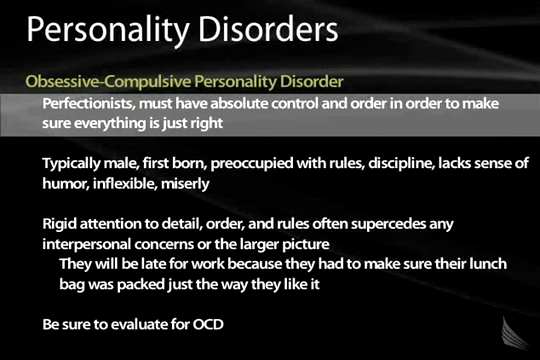 Personality Disorders
Obsessive-Compulsive Personality Disorder
Perfectionists, must have absolute control and order in order to make
sure everything is just right
Typically male, first born, preoccupied with rules, discipline, lacks sense of
humor, inflexible, miserly
Rigid attention to detail, order, and rules often supercedes any
interpersonal concerns or the larger picture
They will be late for work because they had to make sure their lunch
bag was packed just the way they like it
Be sure to evaluate for OCD